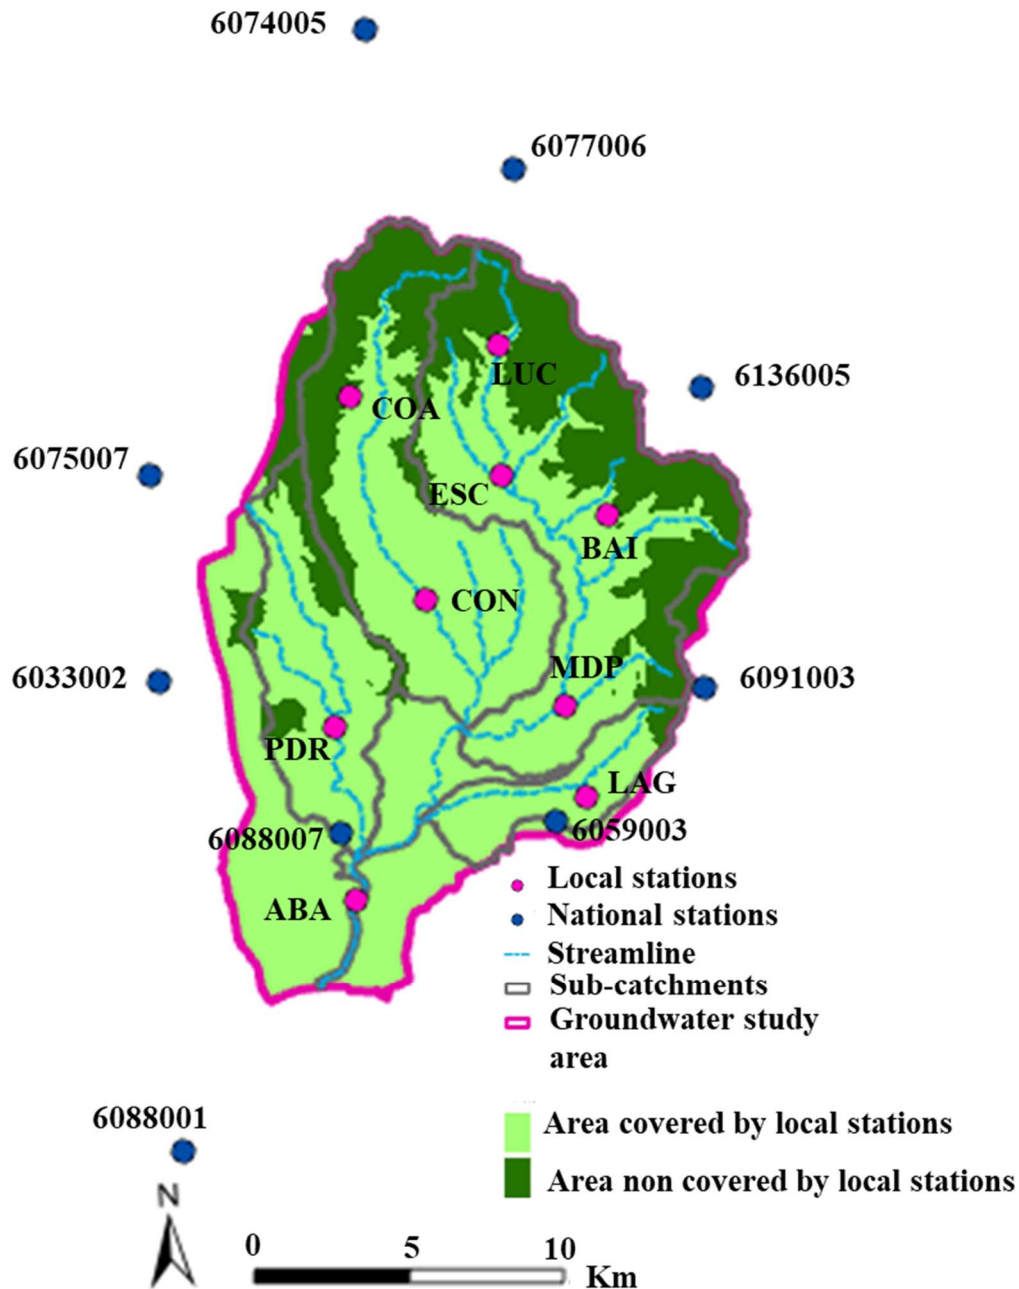 6074005
6077006
6136005
LUC
COA
6075007
ESC
BAI
CON
MDP
6033002
6091003
PDR
LAG
6088007
6059003
Local stations
ABA
National stations
Streamline
Sub-catchments
Groundwater study
area
6088001
Area covered by local stations
Area non covered by local stations
N
0 5 10
Km